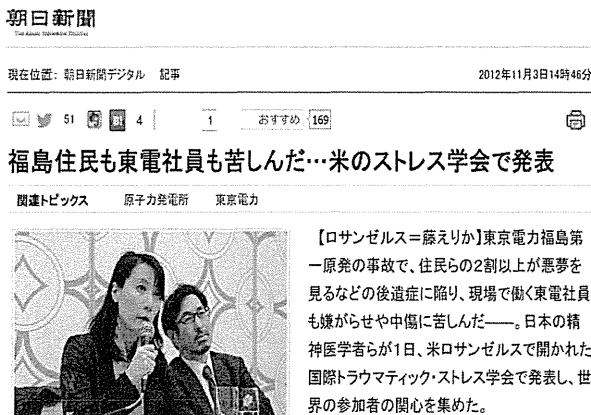 朝日新聞
現在位置: 朝日新聞デジタル 記事
2012年11月3日14時46分
51 4 1 おすすめ 169
福島住民も東電社員も苦しんだ…米のストレス学会で発表
関連トピックス 原子力発電所 東京電力
【ロサンゼルス=藤えりか】東京電力福島第
一原発の事故で、住民らの2割以上が悪夢を
見るなどの後遺症に陥り、現場で働く東電社員
も嫌がらせや中傷に苦しんだ――。日本の精
神医学者らが1日、米ロサンゼルスで開かれた
国際トラウマティック・ストレス学会で発表し、世
界の参加者の関心を集めた。